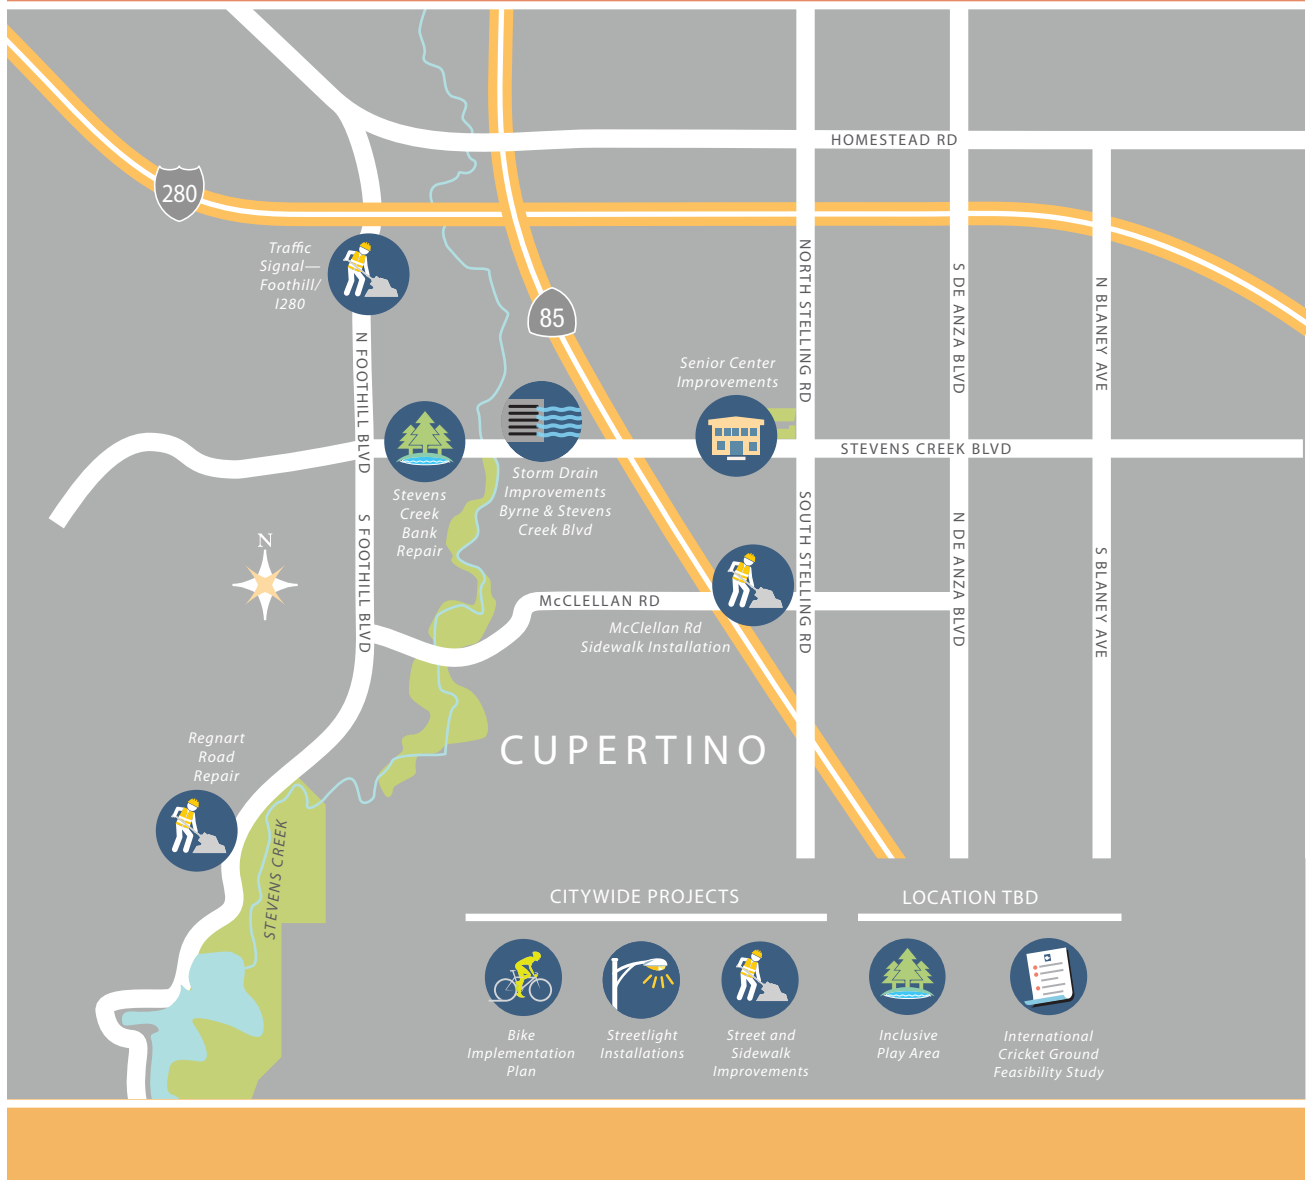 HOMESTEAD RD
280
Traffic
Signal—
Foothill/
I280
NORTH STELLING RD
S DE ANZA BLVD
N BLANEY AVE
85
N FOOTHILL BLVD
Senior Center
Improvements
STEVENS CREEK BLVD
Stevens
Creek
Bank
Repair
Storm Drain
Improvements
Byrne & Stevens
Creek Blvd
S FOOTHILL BLVD
SOUTH STELLING RD
N DE ANZA BLVD
S BLANEY AVE
N
McCLELLAN RD
McClellan Rd
Sidewalk Installation
CUPERTINO
Regnart
Road
Repair
STEVENS CREEK
CITYWIDE PROJECTS
Bike
Implementation
Plan
Streetlight
Installations
Street and
Sidewalk
Improvements
LOCATION TBD
Inclusive
Play Area
International
Cricket Ground
Feasibility Study